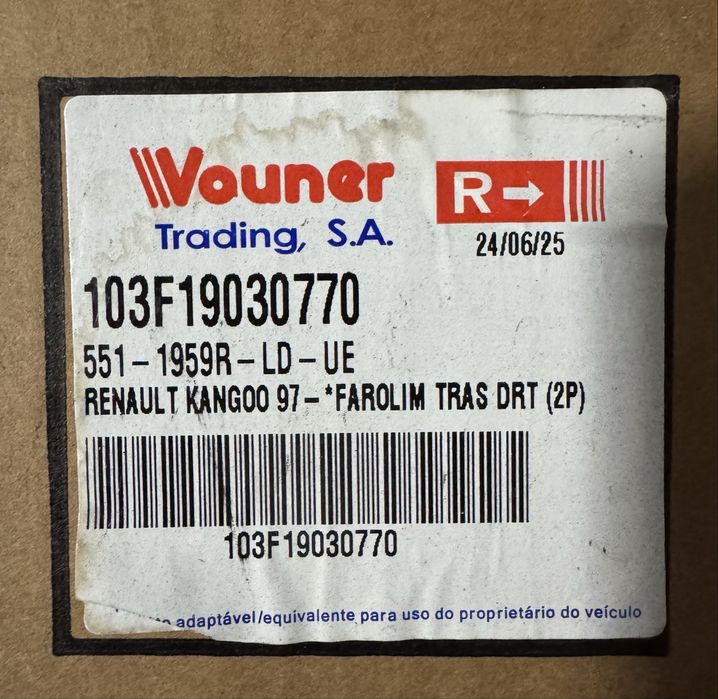 Vauner
Trading, S.A.
R→
24/06/25
103F19030770
551-1959R-LD-UE
RENAULT KANGOO 97-*FAROLIM TRAS DRT (2P)
103F19030770
adaptável/equivalente para uso do proprietário do veículo